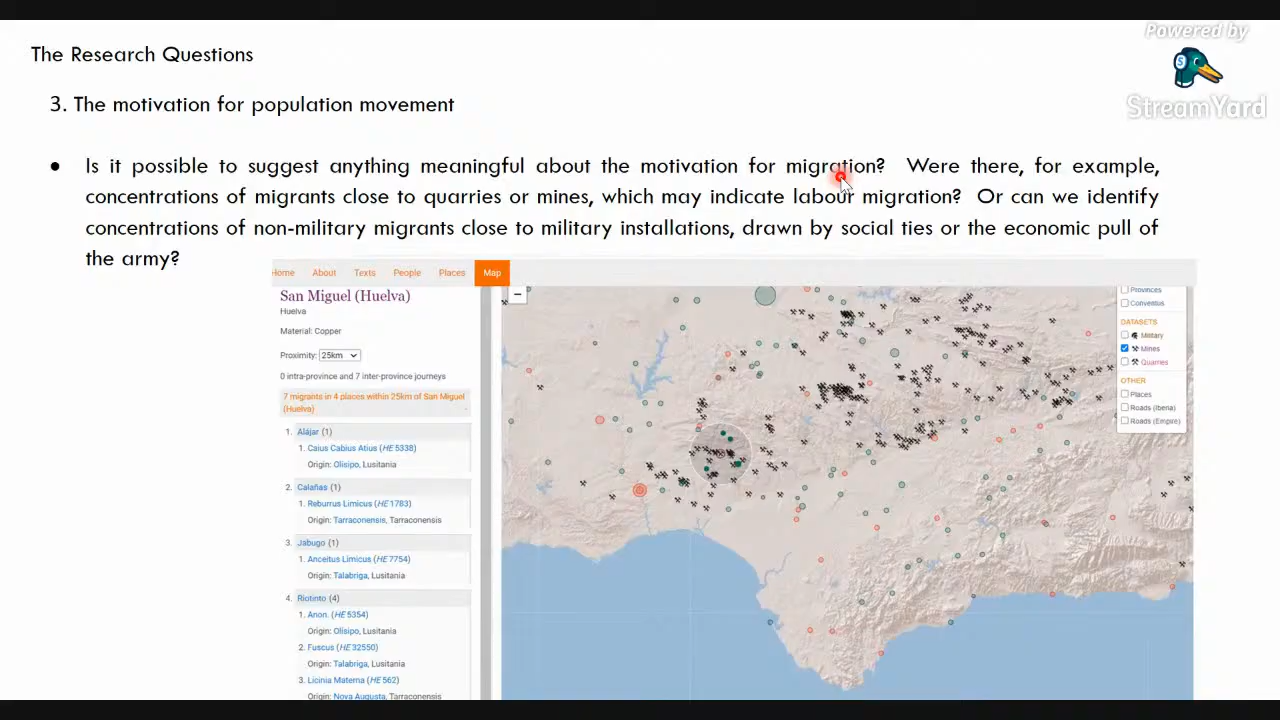 Powered by
StreamYard
The Research Questions
3. The motivation for population movement
• Is it possible to suggest anything meaningful about the motivation for migration? Were there, for example,
concentrations of migrants close to quarries or mines, which may indicate labour migration? Or can we identify
concentrations of non-military migrants close to military installations, drawn by social ties or the economic pull of
the army?
Home About Texts People Places Map
San Miguel (Huelva)
Huelva
Material: Copper
Proximity: 25km
0 intra-province and 7 inter-province journeys
7 migrants in 4 places within 25km of San Miguel
(Huelva)
1. Alájar (1)
1. Caius Cabius Atius (HE 5338)
Origin: Olisipo, Lusitania
2. Calañas (1)
1. Reburrus Limicus (HE 1783)
Origin: Tarraconensis, Tarraconensis
3. Jabugo (1)
1. Anceitus Limicus (HE 7754)
Origin: Talabriga, Lusitania
4. Riotinto (4)
1. Anon. (HE 5354)
Origin: Olisipo, Lusitania
2. Fuscus (HE 32550)
Origin: Talabriga, Lusitania
3. Licinia Materna (HE 562)
Origin: Nova Augusta, Tarraconensis
−
Provinces
Conventus
DATASETS
Military
Mines
Quarries
OTHER
Places
Roads (Iberia)
Roads (Empire)